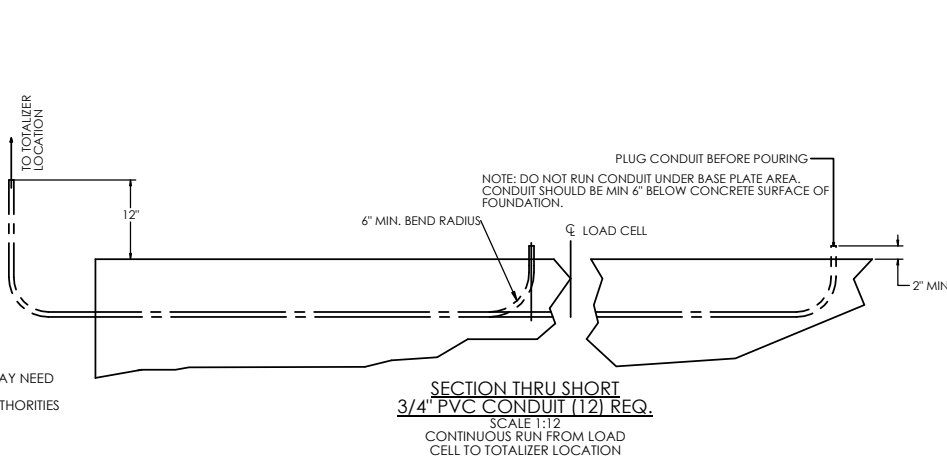 TO TOTALIZER
LOCATION
12"
PLUG CONDUIT BEFORE POURING
NOTE: DO NOT RUN CONDUIT UNDER BASE PLATE AREA.
CONDUIT SHOULD BE MIN 6" BELOW CONCRETE SURFACE OF
FOUNDATION.
6" MIN. BEND RADIUS
℄ LOAD CELL
2" MIN
AY NEED
THORITIES
SECTION THRU SHORT
3/4" PVC CONDUIT (12) REQ.
SCALE 1:12
CONTINUOUS RUN FROM LOAD
CELL TO TOTALIZER LOCATION